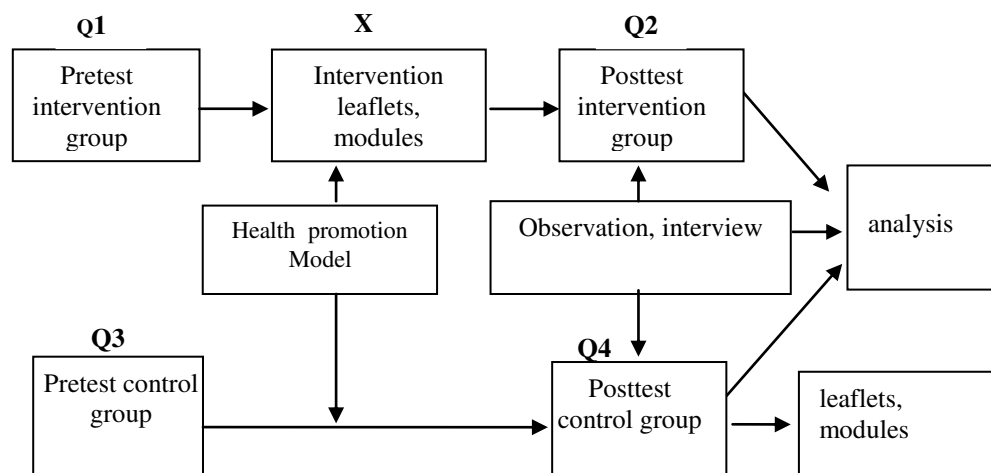 Q1
X
Q2
Pretest
intervention
group
Intervention
leaflets,
modules
Posttest
intervention
group
Health promotion
Model
Observation, interview
analysis
Q3
Pretest control
group
Q4
Posttest
control group
leaflets,
modules